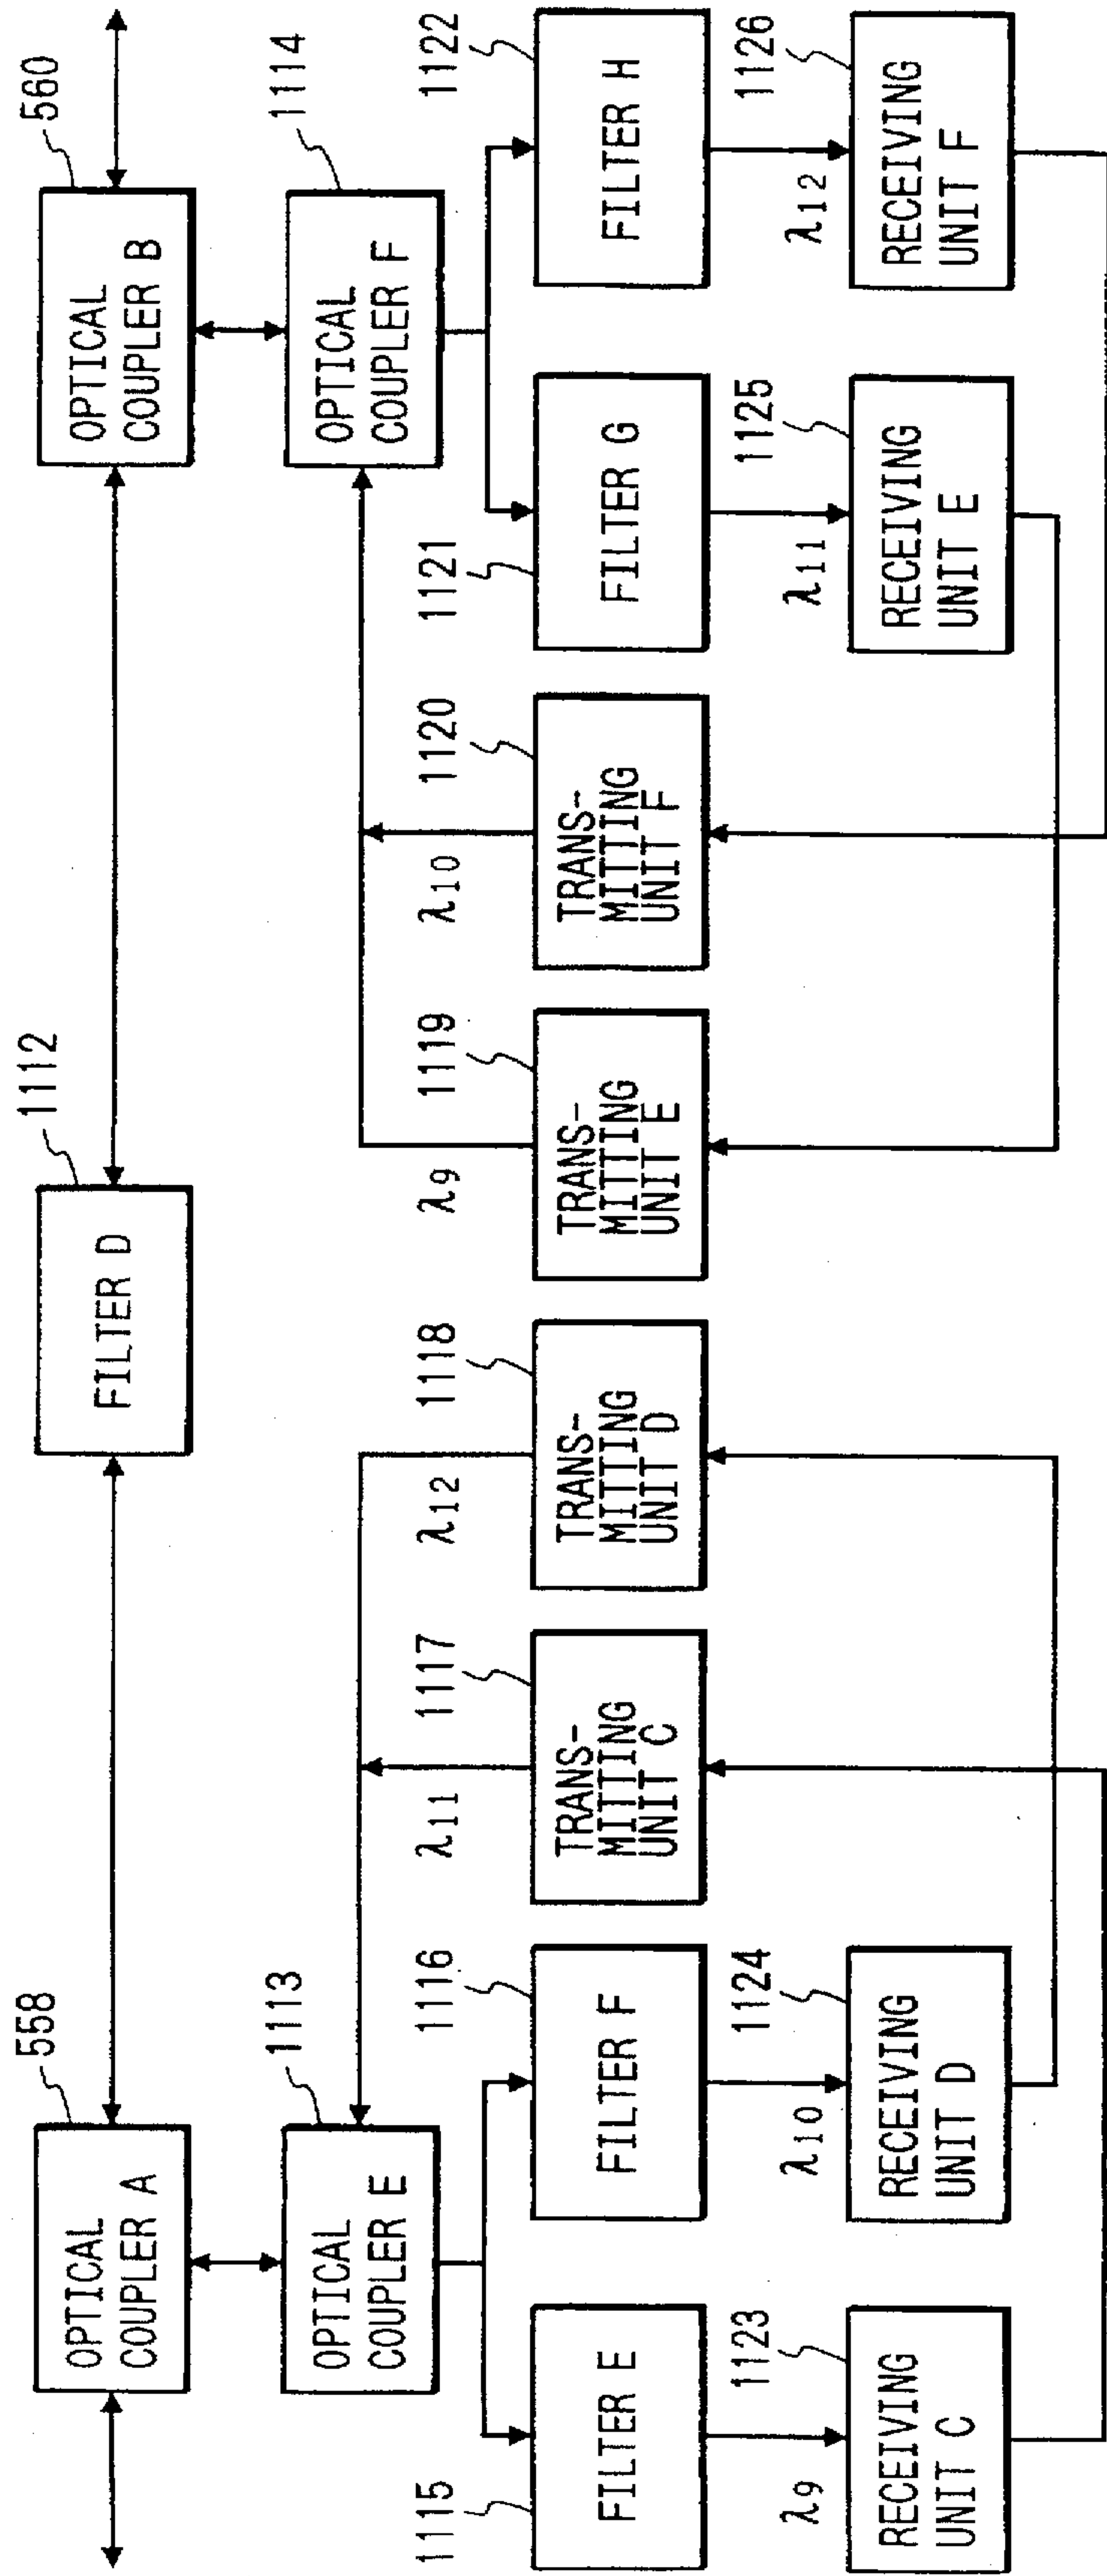 558
OPTICAL
COUPLER A
1112
FILTER D
560
OPTICAL
COUPLER B
1113
OPTICAL
COUPLER E
1114
OPTICAL
COUPLER F
1115
FILTER E
1116
FILTER F
λ11
1117
TRANS-
MITTING
UNIT C
λ12
1118
TRANS-
MITTING
UNIT D
λ9
1119
TRANS-
MITTING
UNIT E
λ10
1120
TRANS-
MITTING
UNIT F
1121
FILTER G
1122
FILTER H
λ9
1123
RECEIVING
UNIT C
λ10
1124
RECEIVING
UNIT D
λ11
1125
RECEIVING
UNIT E
λ12
1126
RECEIVING
UNIT F